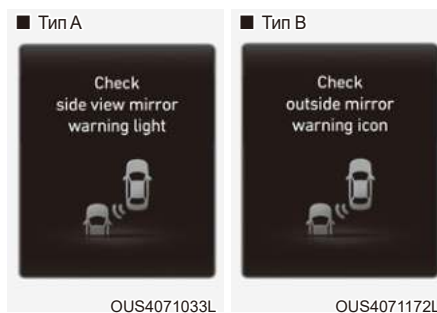 ■ Тип A
Check
side view mirror
warning light
OUS4071033L
■ Тип B
Check
outside mirror
warning icon
OUS4071172L